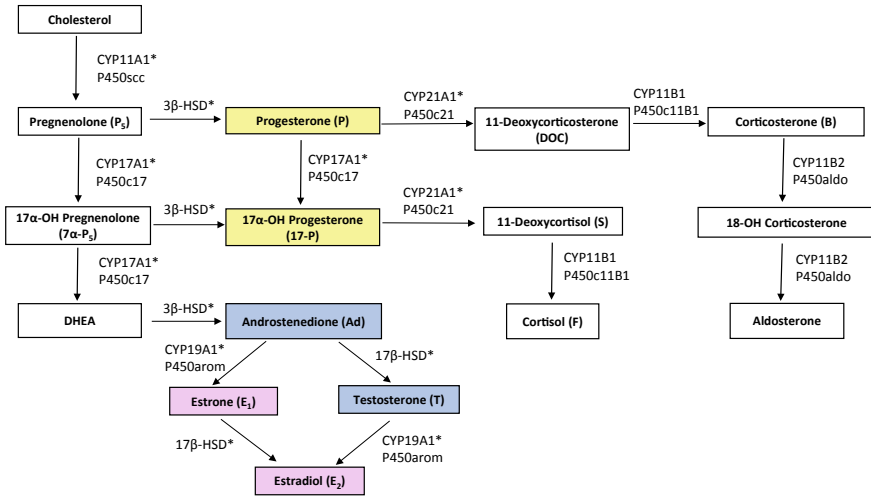 Cholesterol
CYP11A1*
P450scc
Pregnenolone (P₅)
3β-HSD*
Progesterone (P)
CYP21A1*
P450c21
11-Deoxycorticosterone
(DOC)
CYP11B1
P450c11B1
Corticosterone (B)
CYP17A1*
P450c17
CYP17A1*
P450c17
CYP11B2
P450aldo
17α-OH Pregnenolone
(7α-P₅)
3β-HSD*
17α-OH Progesterone
(17-P)
CYP21A1*
P450c21
11-Deoxycortisol (S)
18-OH Corticosterone
CYP17A1*
P450c17
CYP11B1
P450c11B1
CYP11B2
P450aldo
DHEA
3β-HSD*
Androstenedione (Ad)
Cortisol (F)
Aldosterone
CYP19A1*
P450arom
17β-HSD*
Estrone (E₁)
Testosterone (T)
17β-HSD*
CYP19A1*
P450arom
Estradiol (E₂)